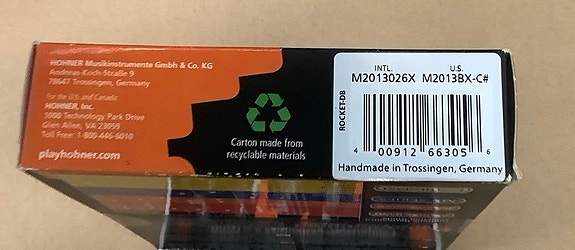 HOHNER Musikinstrumente GmbH & Co. KG
Andreas-Koch-Straße 9
78647 Trossingen, Germany
for the U.S. and Canada:
HOHNER, Inc.
1000 Technology Park Drive
Glen Allen, VA 23059
Toll Free: 1-800-446-6010
playhohner.com
Carton made from
recyclable materials
ROCKET-DB
INTL. U.S.
M2013026X M2013BX-C#
4 00912 66305 6
Handmade in Trossingen, Germany